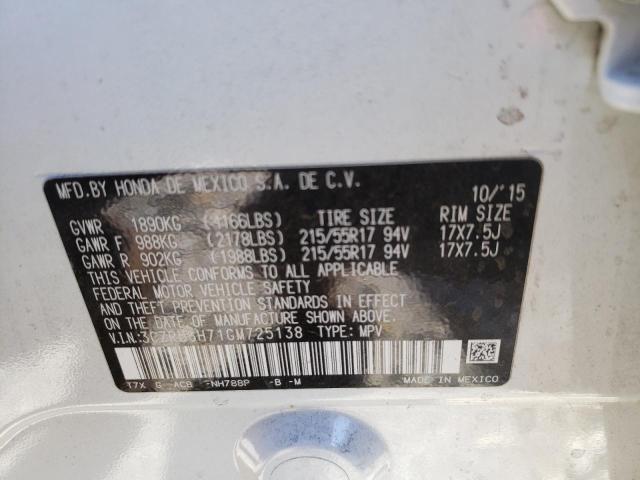 MFD.BY HONDA DE MEXICO S.A. DE C.V. 10/'15
GVWR 1890KG (4166LBS) TIRE SIZE RIM SIZE
GAWR F 988KG (2178LBS) 215/55R17 94V 17X7.5J
GAWR R 902KG (1988LBS) 215/55R17 94V 17X7.5J
THIS VEHICLE CONFORMS TO ALL APPLICABLE
FEDERAL MOTOR VEHICLE SAFETY
AND THEFT PREVENTION STANDARDS IN EFFECT
ON THE DATE OF MANUFACTURE SHOWN ABOVE.
V.I.N: TYPE: MPV
T7X G -ACB -NH788P -B -M MADE IN MEXICO